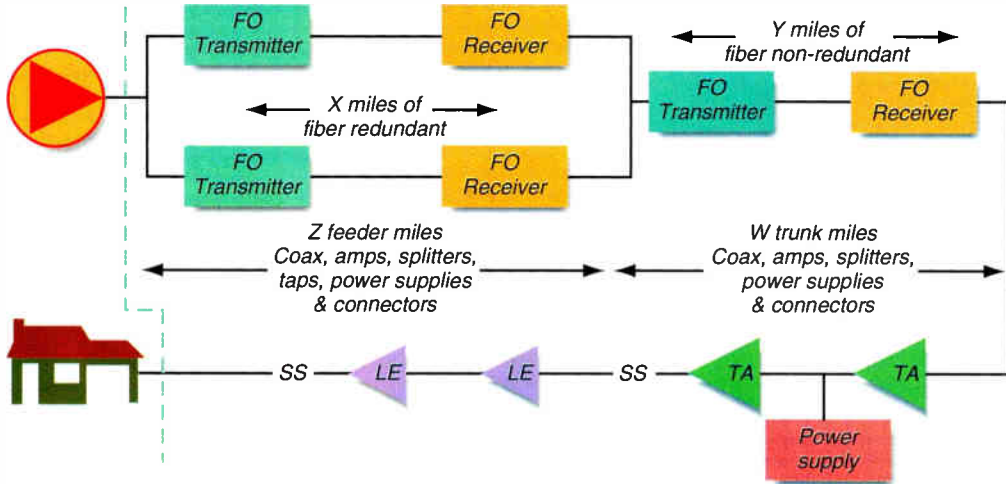 FO
Transmitter
FO
Receiver
Y miles of
fiber non-redundant
FO
Transmitter
FO
Receiver
X miles of
fiber redundant
FO
Transmitter
FO
Receiver
Z feeder miles
Coax, amps, splitters,
taps, power supplies
& connectors
W trunk miles
Coax, amps, splitters,
power supplies
& connectors
SS
LE
LE
SS
TA
TA
Power
supply